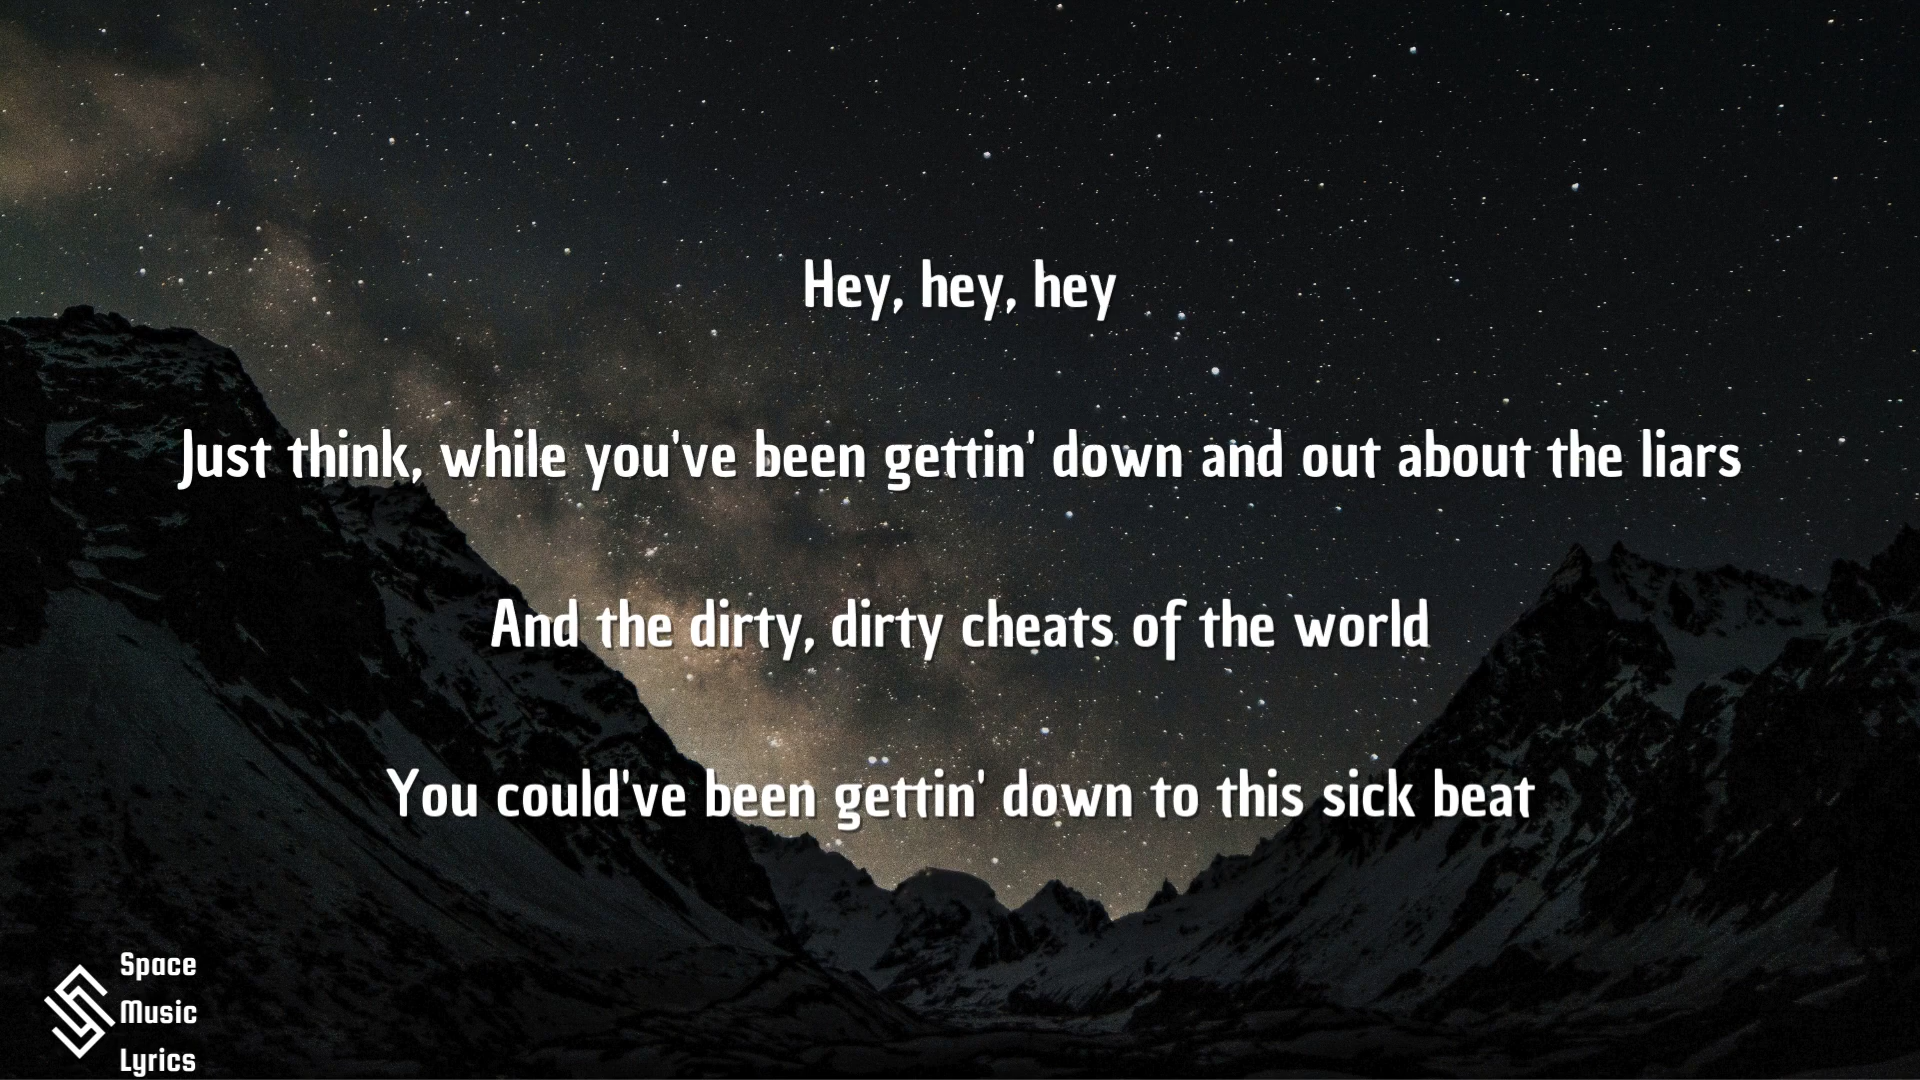 Hey, hey, hey
Just think, while you've been gettin' down and out about the liars
And the dirty, dirty cheats of the world
You could've been gettin' down to this sick beat
Space
Music
Lyrics